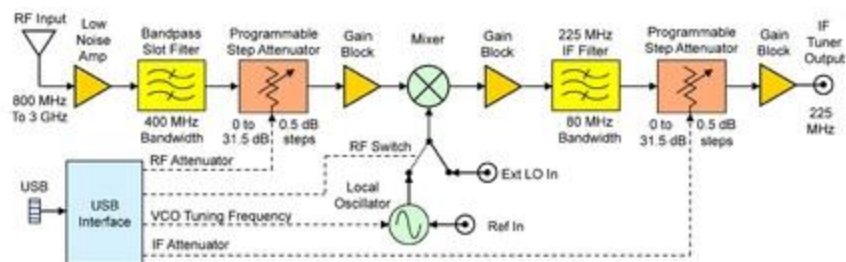 RF Input
Low
Noise
Amp
Bandpass
Slot Filter
Programmable
Step Attenuator
Gain
Block
Mixer
Gain
Block
225 MHz
IF Filter
Programmable
Step Attenuator
Gain
Block
IF
Tuner
Output
800 MHz
To 3 GHz
400 MHz
Bandwidth
0 to
31.5 dB
0.5 dB
steps
80 MHz
Bandwidth
0 to
31.5 dB
0.5 dB
steps
225
MHz
RF Switch
RF Attenuator
Ext LO In
USB
USB
Interface
Local
Oscillator
VCO Tuning Frequency
Ref In
IF Attenuator